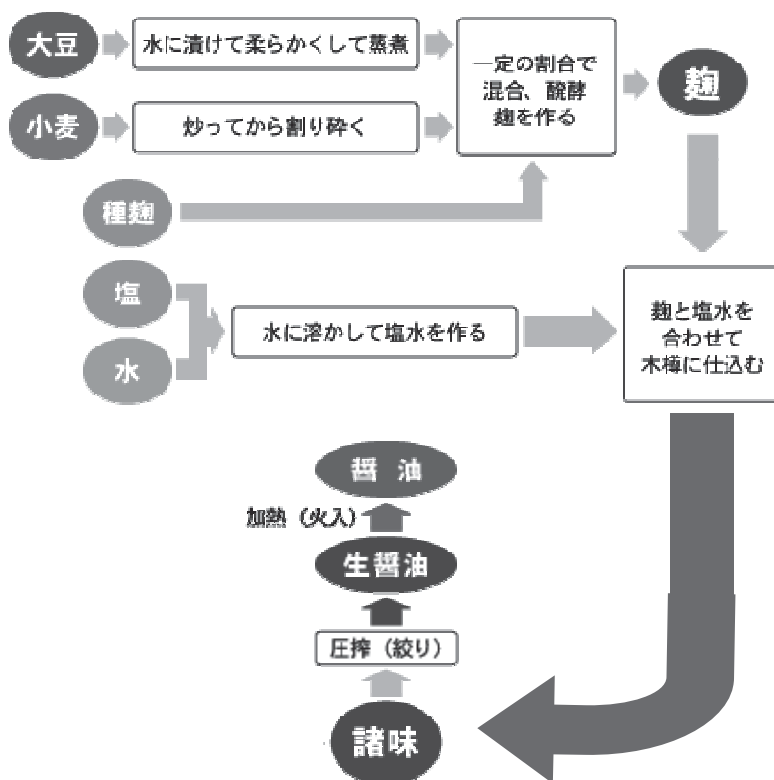 大豆
水に漬けて柔らかくして蒸煮
小麦
炒ってから割り砕く
一定の割合で
混合、醗酵
麹を作る
麹
種麹
塩
水
水に溶かして塩水を作る
麹と塩水を
合わせて
木樽に仕込む
醤 油
加熱（火入）
生醤油
圧搾（絞り）
諸味